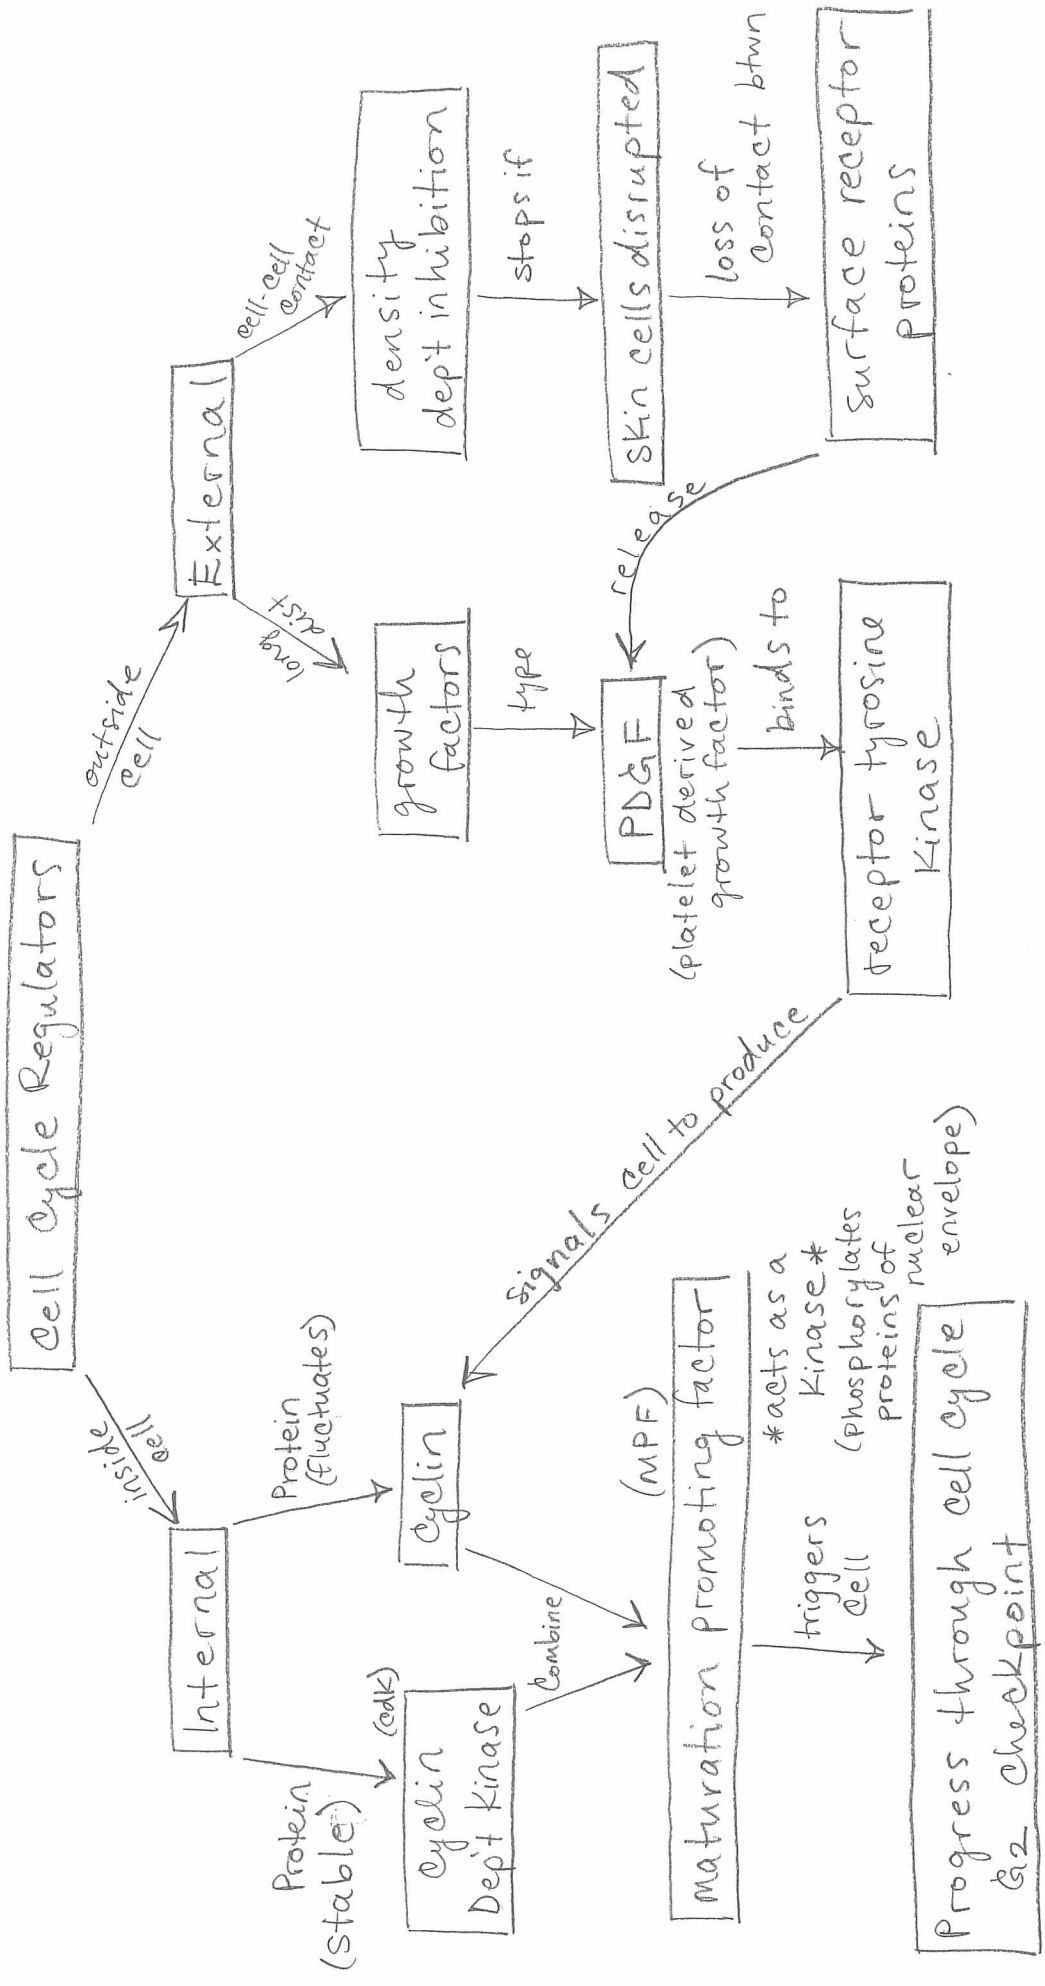 Cell Cycle Regulators
inside
cell
outside
cell
Internal
External
Protein
(stable)
(cdk)
Protein
(fluctuates)
long
dist
cell-cell
contact
Cyclin
Dep't Kinase
Cyclin
growth
factors
density
dep't inhibition
Combine
signals cell to produce
type
stops if
(MPF)
maturation promoting factor
PDGF
(platelet derived
growth factor)
release
skin cells disrupted
triggers
cell
*acts as a
Kinase*
(phosphorylates
proteins of
nuclear
envelope)
binds to
loss of
contact btwn
Progress through cell cycle
G2 checkpoint
receptor tyrosine
Kinase
surface receptor
proteins